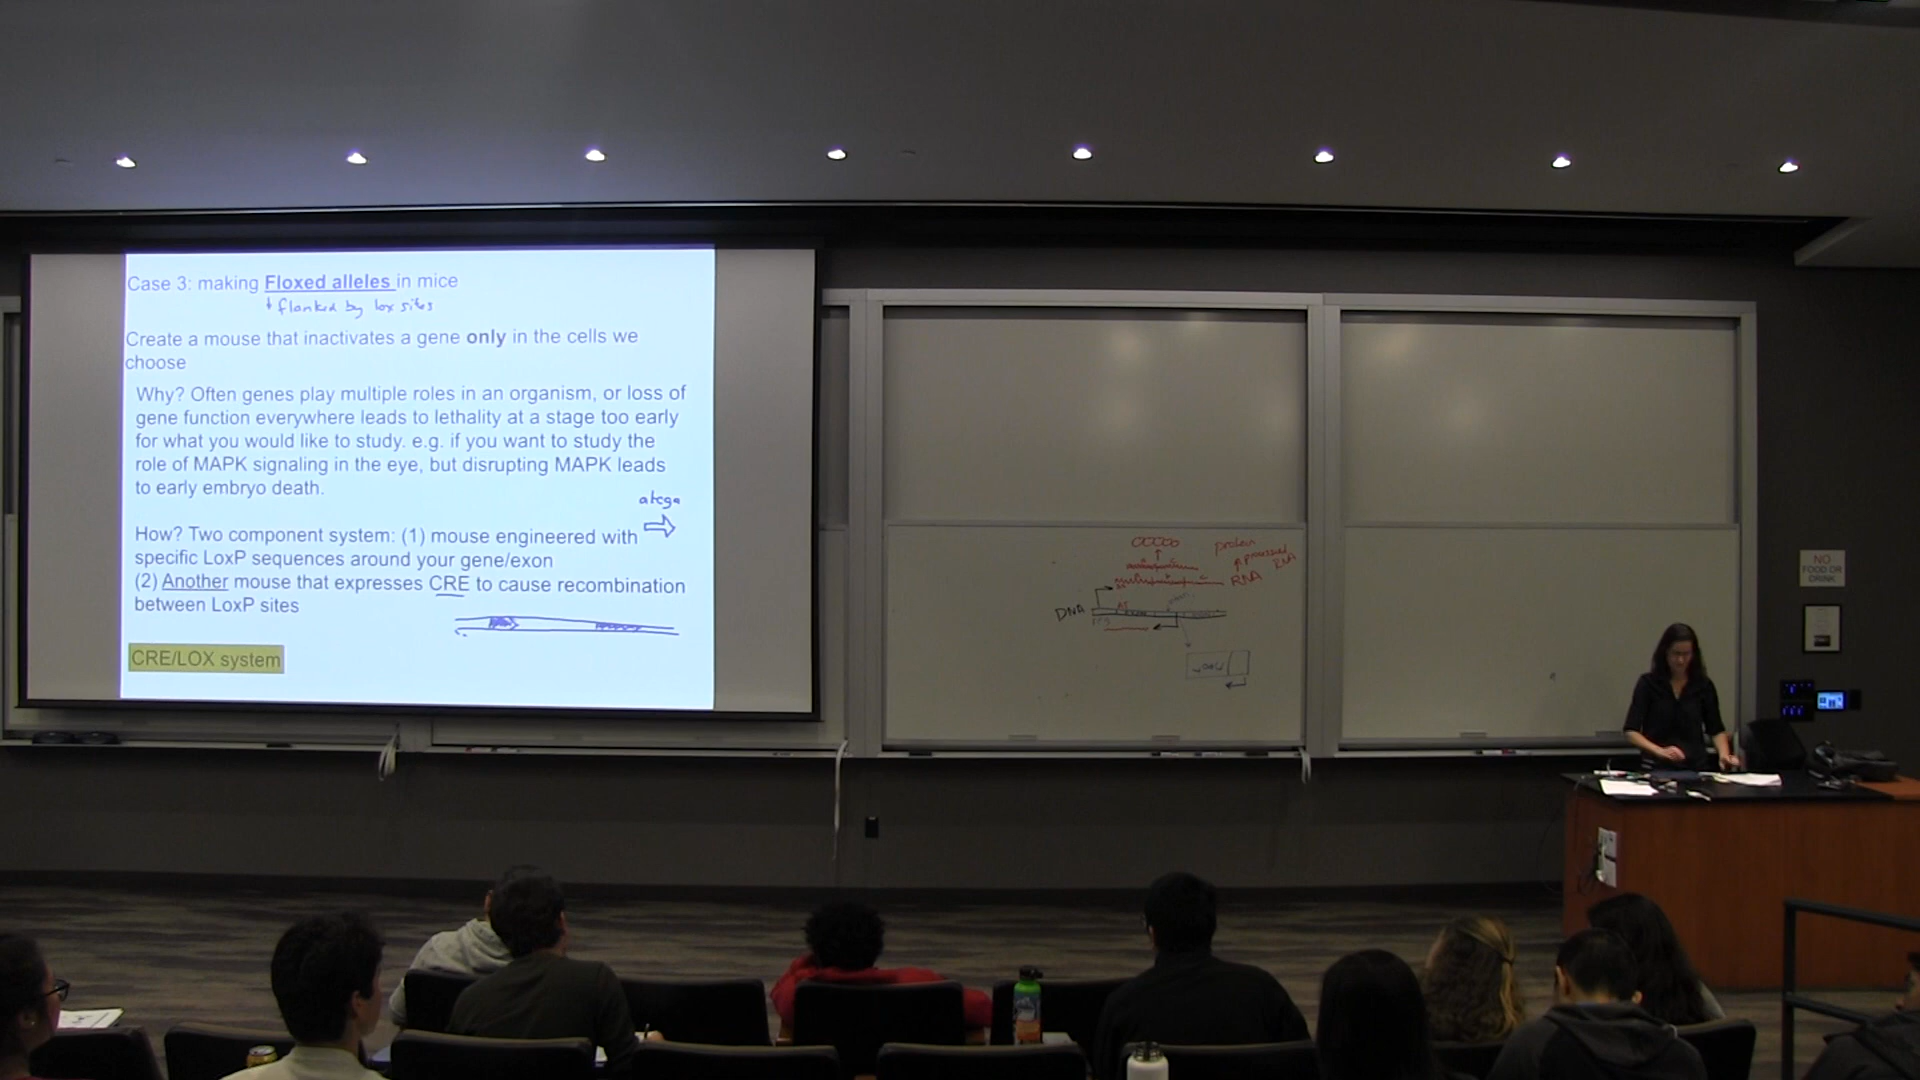 Case 3: making Floxed alleles in mice
flanked by lox sites
Create a mouse that inactivates a gene only in the cells we
choose
Why? Often genes play multiple roles in an organism, or loss of
gene function everywhere leads to lethality at a stage too early
for what you would like to study. e.g. if you want to study the
role of MAPK signaling in the eye, but disrupting MAPK leads
to early embryo death.
How? Two component system: (1) mouse engineered with
specific LoxP sequences around your gene/exon
(2) Another mouse that expresses CRE to cause recombination
between LoxP sites
CRE/LOX system
protein
RNA
RNA
DNA
NO
FOOD OR
DRINK